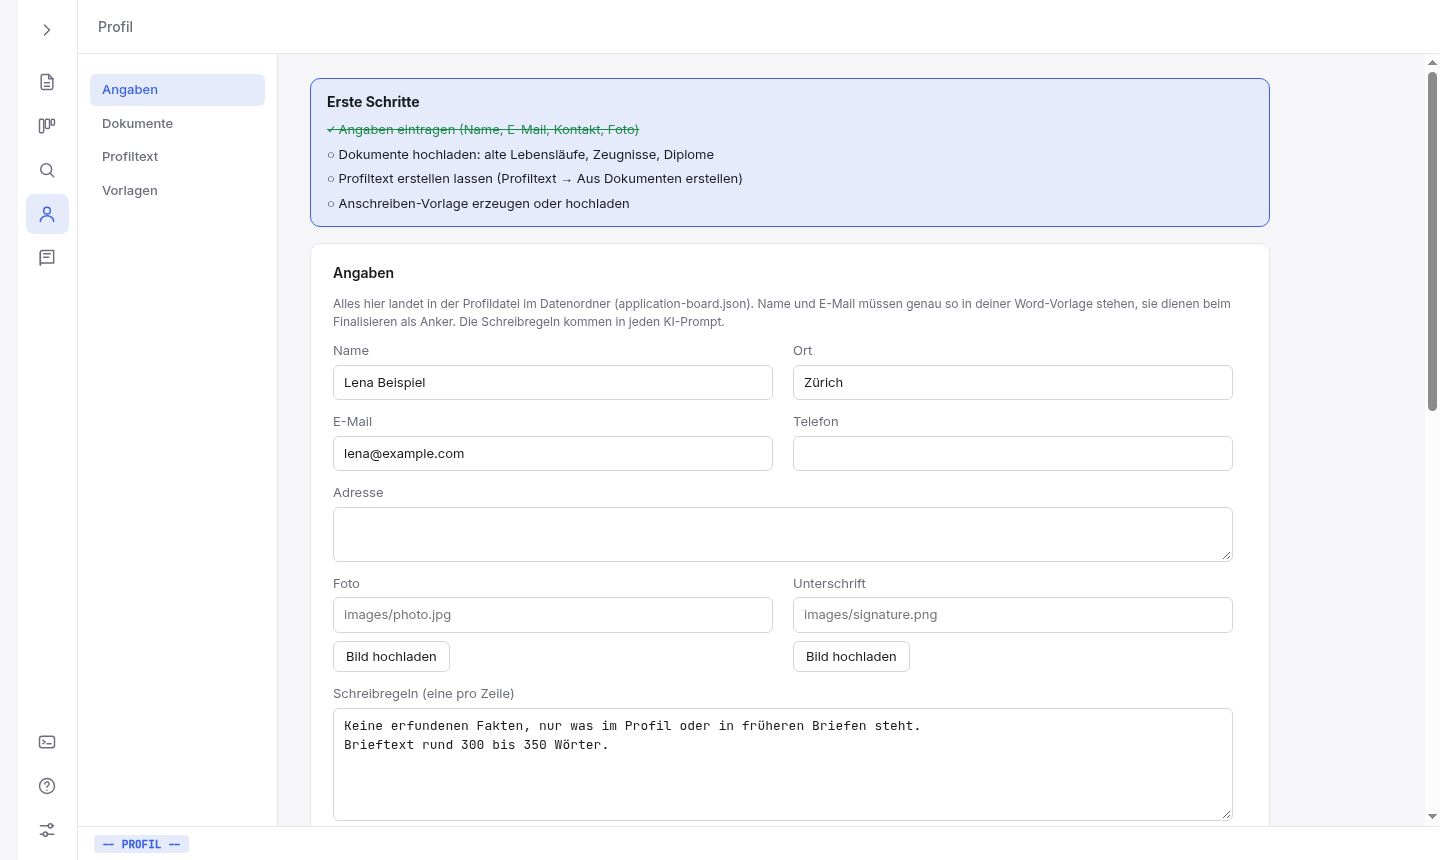 Profil
Angaben
Dokumente
Profiltext
Vorlagen
Erste Schritte
✓ Angaben eintragen (Name, E-Mail, Kontakt, Foto)
○ Dokumente hochladen: alte Lebensläufe, Zeugnisse, Diplome
○ Profiltext erstellen lassen (Profiltext → Aus Dokumenten erstellen)
○ Anschreiben-Vorlage erzeugen oder hochladen
Angaben
Alles hier landet in der Profildatei im Datenordner (application-board.json). Name und E-Mail müssen genau so in deiner Word-Vorlage stehen, sie dienen beim
Finalisieren als Anker. Die Schreibregeln kommen in jeden KI-Prompt.
Name
Ort
Lena Beispiel
Zürich
E-Mail
Telefon
lena@example.com
Adresse
Foto
Unterschrift
images/photo.jpg
images/signature.png
Bild hochladen
Bild hochladen
Schreibregeln (eine pro Zeile)
Keine erfundenen Fakten, nur was im Profil oder in früheren Briefen steht.
Brieftext rund 300 bis 350 Wörter.
-- PROFIL --